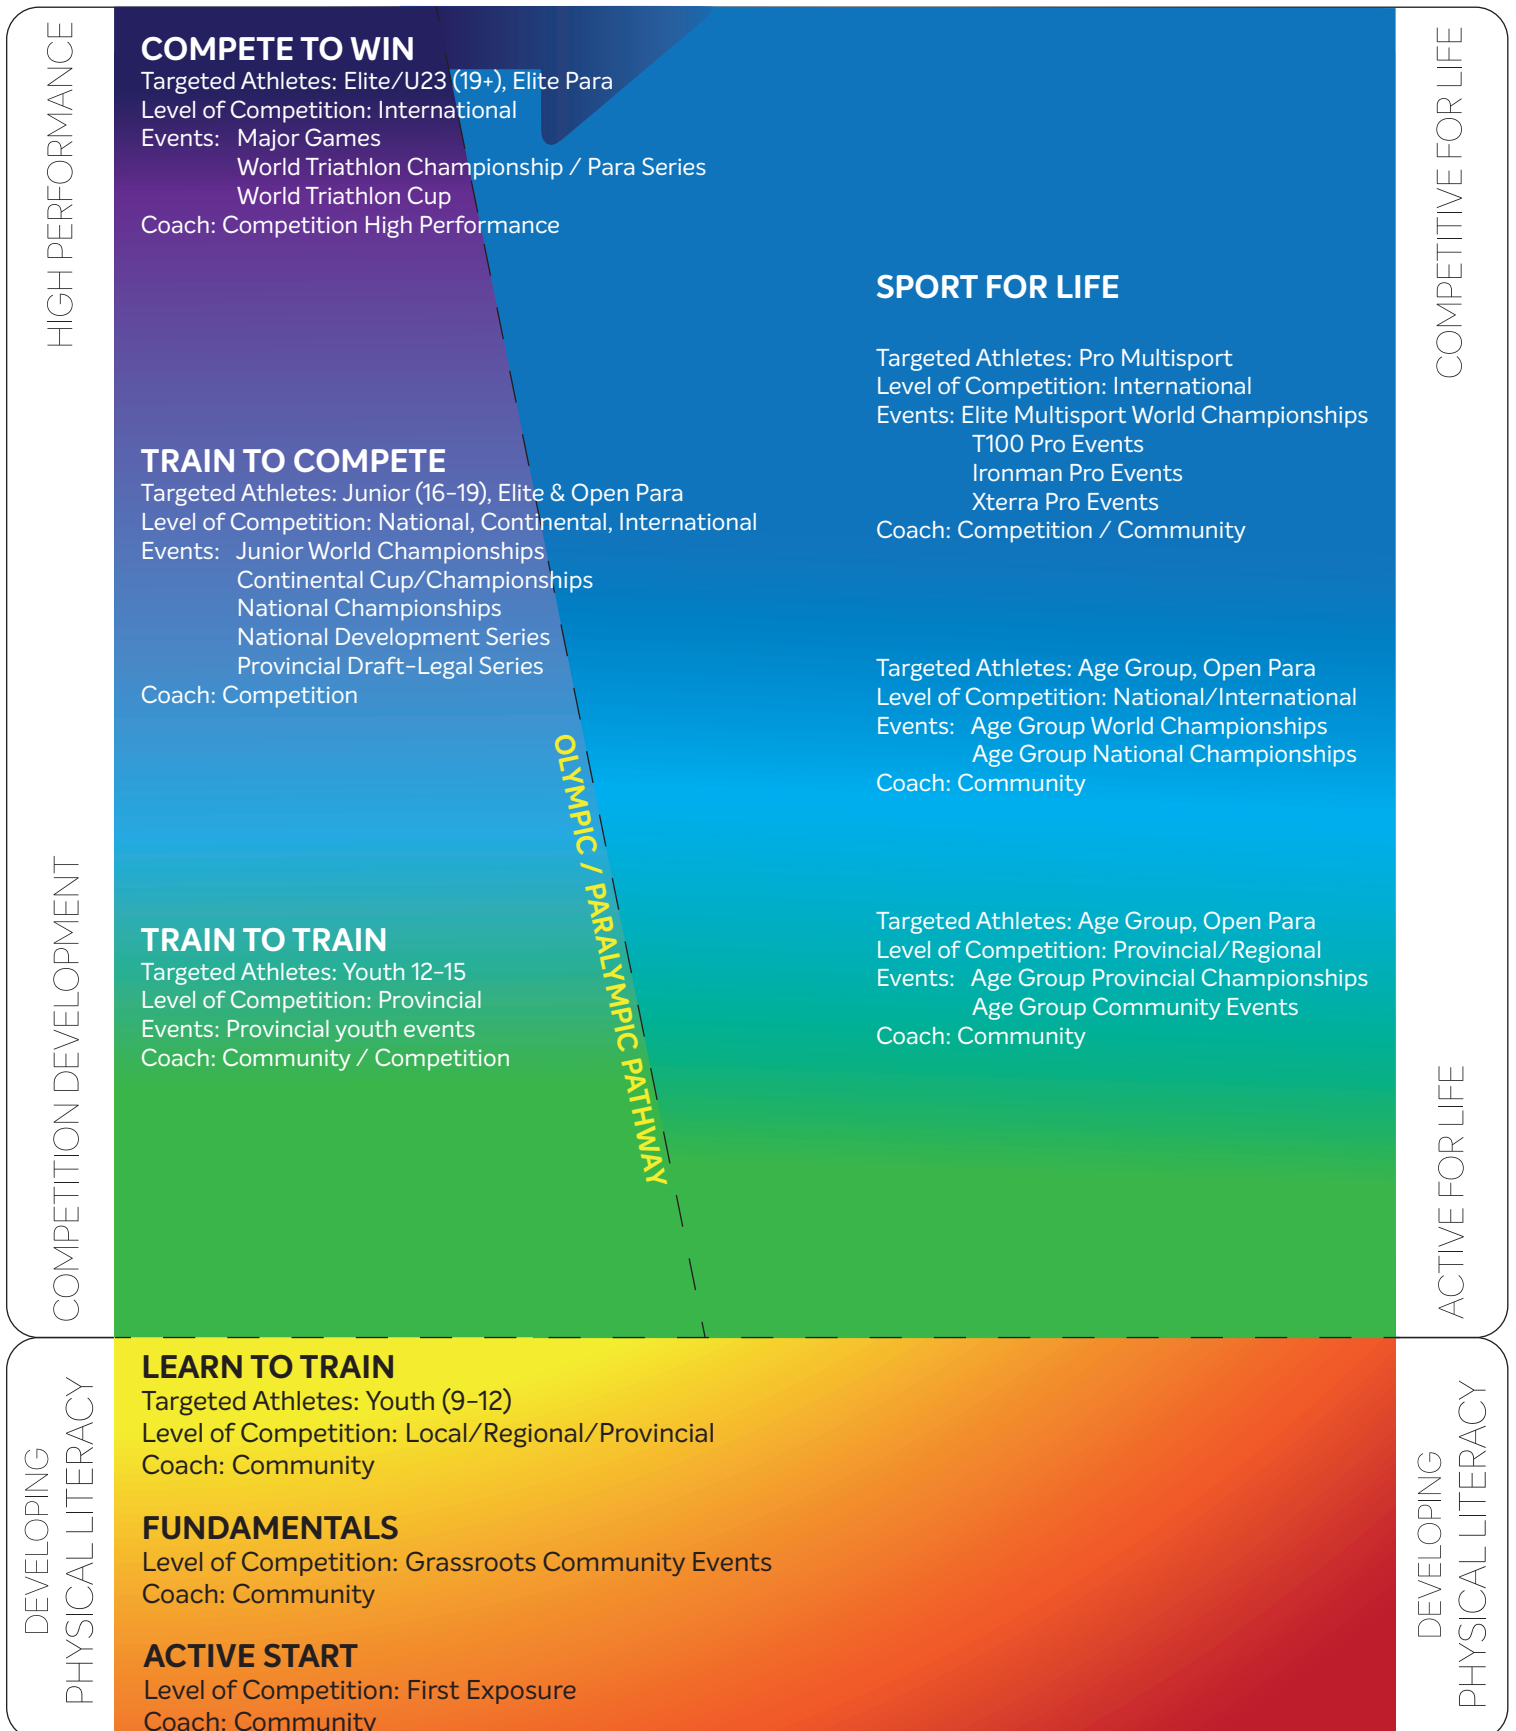 HIGH PERFORMANCE
COMPETITION DEVELOPMENT
COMPETE TO WIN
Targeted Athletes: Elite/U23 (19+), Elite Para
Level of Competition: International
Events: Major Games
World Triathlon Championship / Para Series
World Triathlon Cup
Coach: Competition High Performance
TRAIN TO COMPETE
Targeted Athletes: Junior (16-19), Elite & Open Para
Level of Competition: National, Continental, International
Events: Junior World Championships
Continental Cup/Championships
National Championships
National Development Series
Provincial Draft-Legal Series
Coach: Competition
TRAIN TO TRAIN
Targeted Athletes: Youth 12-15
Level of Competition: Provincial
Events: Provincial youth events
Coach: Community / Competition
OLYMPIC / PARALYMPIC PATHWAY
SPORT FOR LIFE
Targeted Athletes: Pro Multisport
Level of Competition: International
Events: Elite Multisport World Championships
T100 Pro Events
Ironman Pro Events
Xterra Pro Events
Coach: Competition / Community
Targeted Athletes: Age Group, Open Para
Level of Competition: National/International
Events: Age Group World Championships
Age Group National Championships
Coach: Community
Targeted Athletes: Age Group, Open Para
Level of Competition: Provincial/Regional
Events: Age Group Provincial Championships
Age Group Community Events
Coach: Community
COMPETITIVE FOR LIFE
ACTIVE FOR LIFE
DEVELOPING
PHYSICAL LITERACY
LEARN TO TRAIN
Targeted Athletes: Youth (9-12)
Level of Competition: Local/Regional/Provincial
Coach: Community
FUNDAMENTALS
Level of Competition: Grassroots Community Events
Coach: Community
ACTIVE START
Level of Competition: First Exposure
Coach: Community
DEVELOPING
PHYSICAL LITERACY